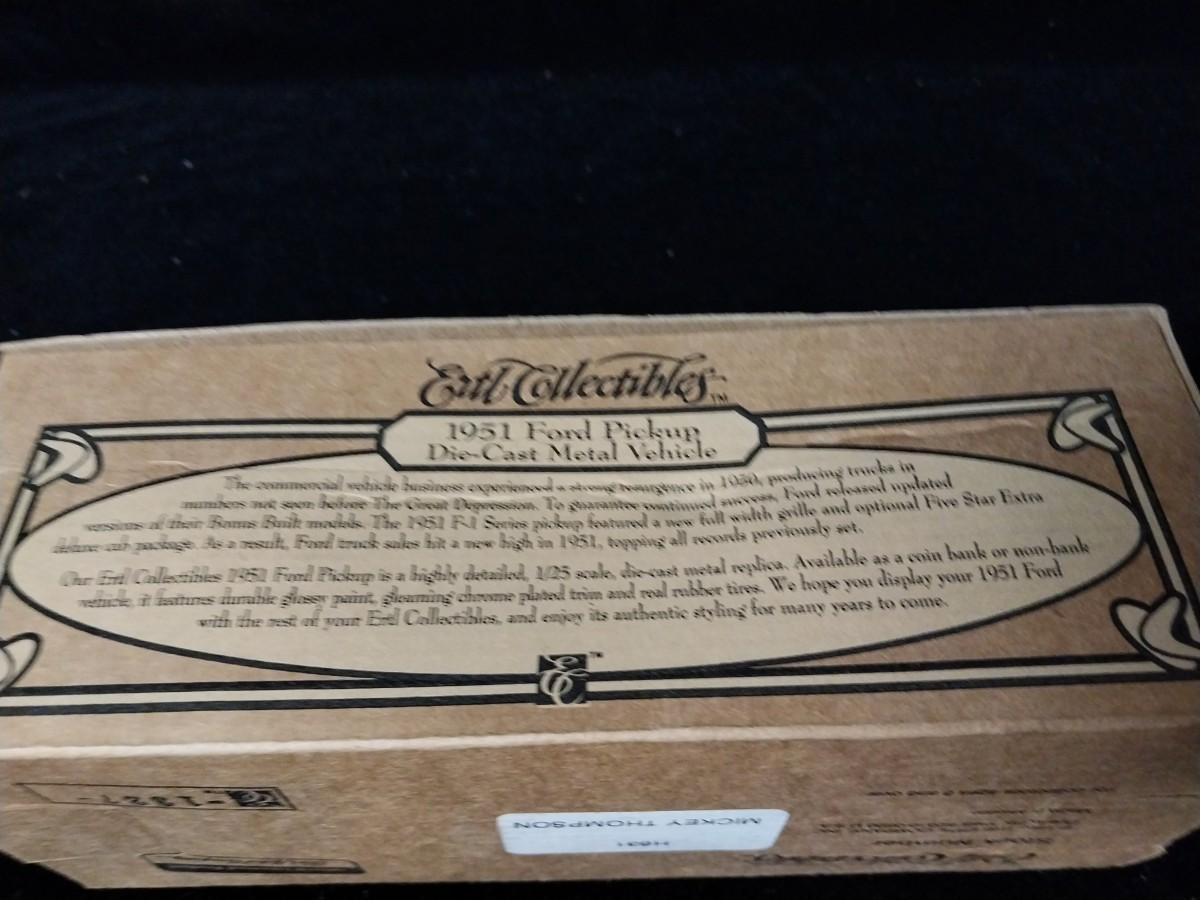 Ertl Collectibles™
1951 Ford Pickup
Die-Cast Metal Vehicle
The commercial vehicle business experienced a strong resurgence in 1950, producing trucks in
numbers not seen before The Great Depression. To guarantee continued success, Ford released updated
versions of their Bonus Built models. The 1951 F-1 Series pickup featured a new full width grille and optional Five Star Extra
deluxe cab package. As a result, Ford truck sales hit a new high in 1951, topping all records previously set.
Our Ertl Collectibles 1951 Ford Pickup is a highly detailed, 1/25 scale, die-cast metal replica. Available as a coin bank or non-bank
vehicle, it features durable glossy paint, gleaming chrome plated trim and real rubber tires. We hope you display your 1951 Ford
with the rest of your Ertl Collectibles, and enjoy its authentic styling for many years to come.
EC™
H631
MICKEY THOMPSON